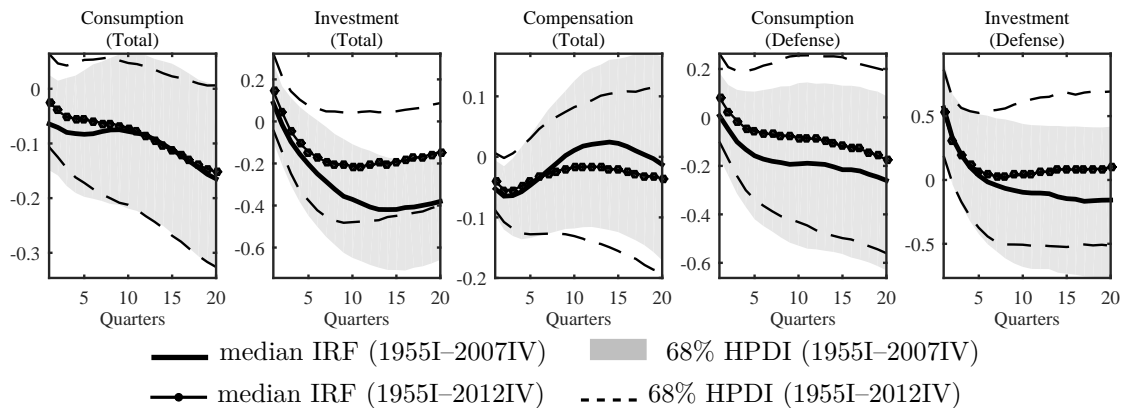 Consumption
(Total)
Investment
(Total)
Compensation
(Total)
Consumption
(Defense)
Investment
(Defense)
0
-0.1
-0.2
-0.3
0.2
0
-0.2
-0.4
-0.6
0.1
0
-0.1
-0.2
0.2
0
-0.2
-0.4
-0.6
0.5
0
-0.5
5 10 15 20
5 10 15 20
5 10 15 20
5 10 15 20
5 10 15 20
Quarters
Quarters
Quarters
Quarters
Quarters
median IRF (1955I–2007IV)
68% HPDI (1955I–2007IV)
median IRF (1955I–2012IV)
68% HPDI (1955I–2012IV)